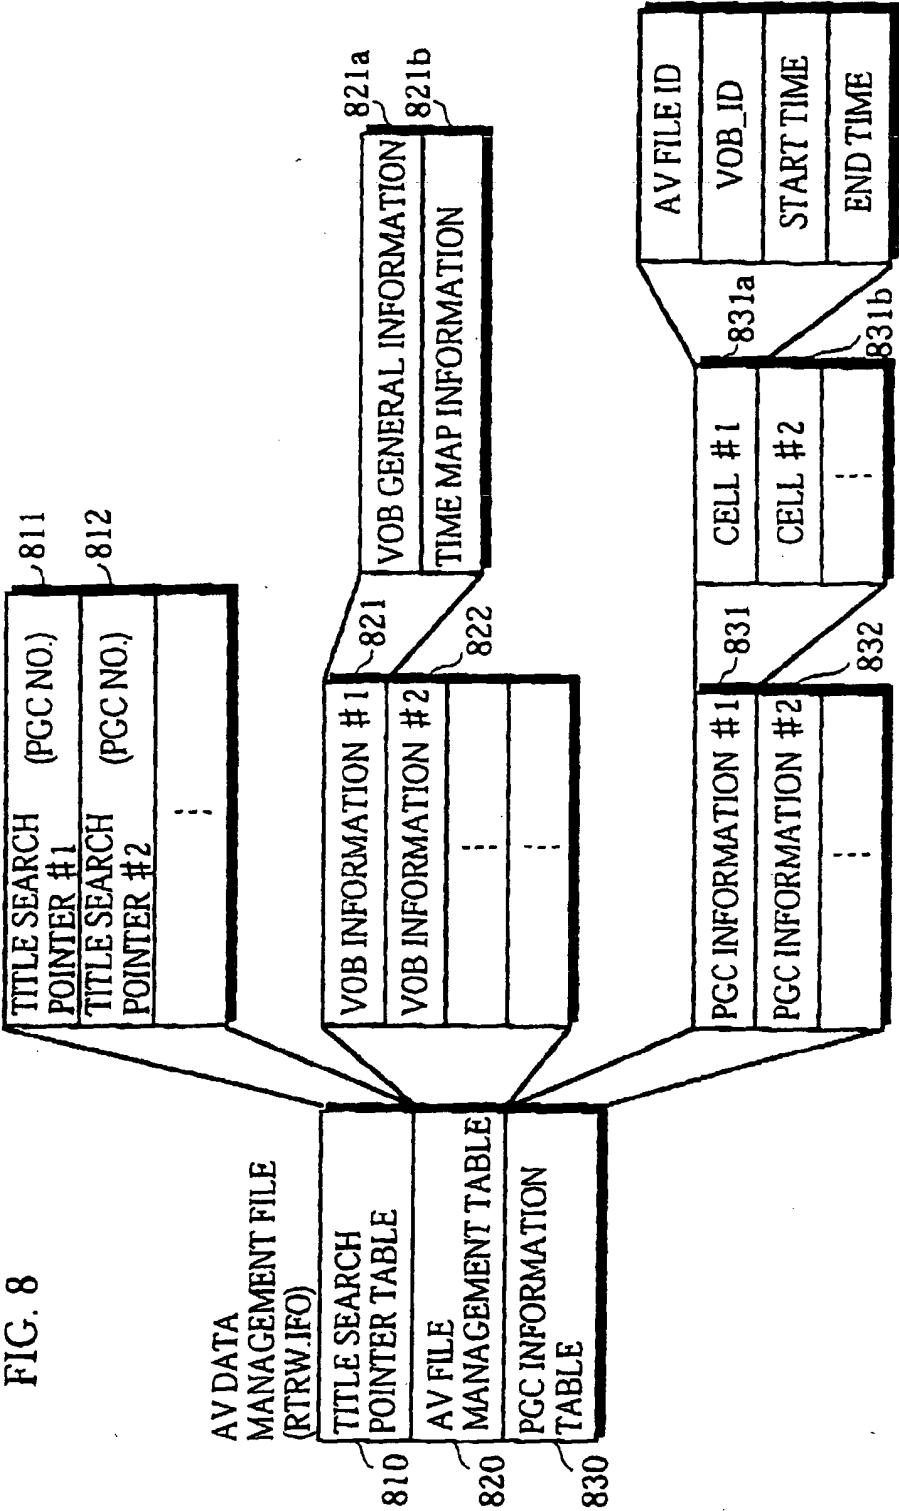 FIG. 8
AV DATA
MANAGEMENT FILE
(RTRW.IFO)
TITLE SEARCH
POINTER TABLE
810
AV FILE
MANAGEMENT TABLE
820
PGC INFORMATION
TABLE
830
TITLE SEARCH
POINTER #1 (PGC NO.)
811
TITLE SEARCH
POINTER #2 (PGC NO.)
812
VOB INFORMATION #1
821
VOB INFORMATION #2
822
VOB GENERAL INFORMATION
821a
TIME MAP INFORMATION
821b
PGC INFORMATION #1
831
PGC INFORMATION #2
832
CELL #1
831a
CELL #2
831b
AV FILE ID
VOB_ID
START TIME
END TIME